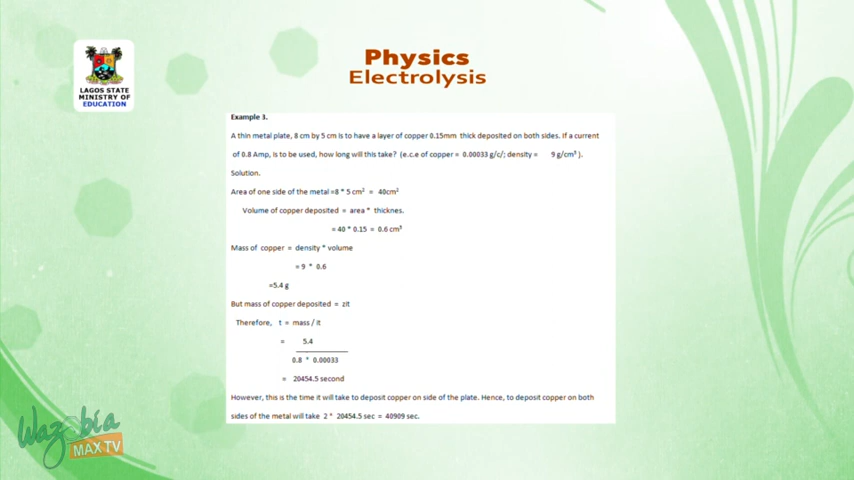 LAGOS STATE
MINISTRY OF
EDUCATION
Physics
Electrolysis
Example 3.
A thin metal plate, 8 cm by 5 cm is to have a layer of copper 0.15mm thick deposited on both sides. If a current
of 0.8 Amp, is to be used, how long will this take? (e.c.e of copper = 0.00033 g/c/; density = 9 g/cm³ ).
Solution.
Area of one side of the metal =8 * 5 cm² = 40cm²
Volume of copper deposited = area * thicknes.
= 40 * 0.15 = 0.6 cm³
Mass of copper = density * volume
= 9 * 0.6
=5.4 g
But mass of copper deposited = zit
Therefore, t = mass / it
= 5.4
0.8 * 0.00033
= 20454.5 second
However, this is the time it will take to deposit copper on side of the plate. Hence, to deposit copper on both
sides of the metal will take 2 * 20454.5 sec = 40909 sec.
Wazobia
MAX TV